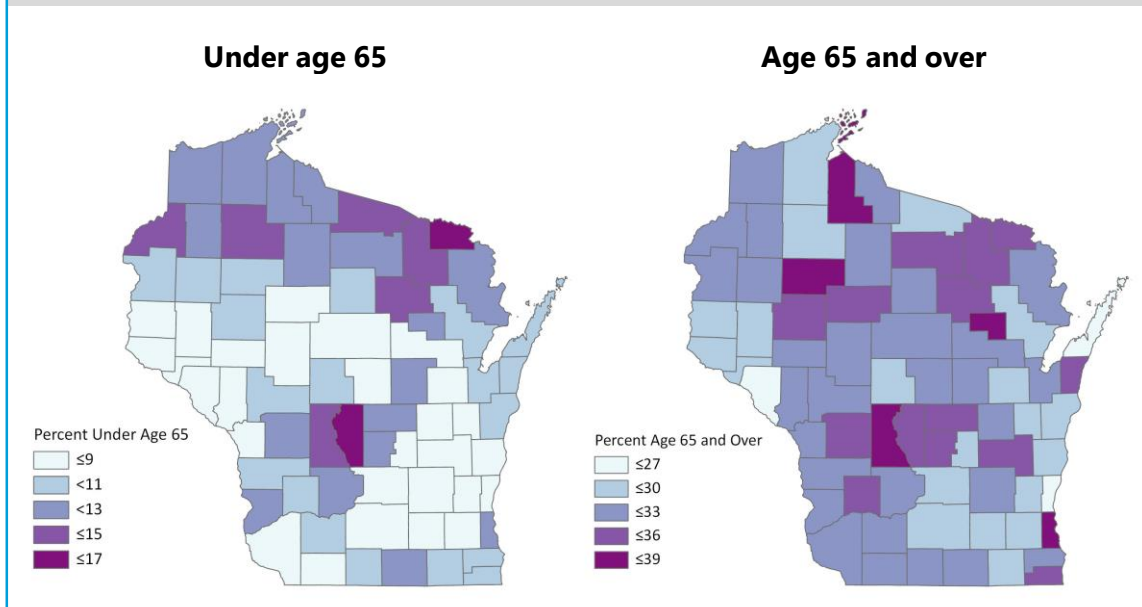 Under age 65
Age 65 and over
Percent Under Age 65
≤9
<11
<13
≤15
≤17
Percent Age 65 and Over
≤27
≤30
≤33
≤36
≤39